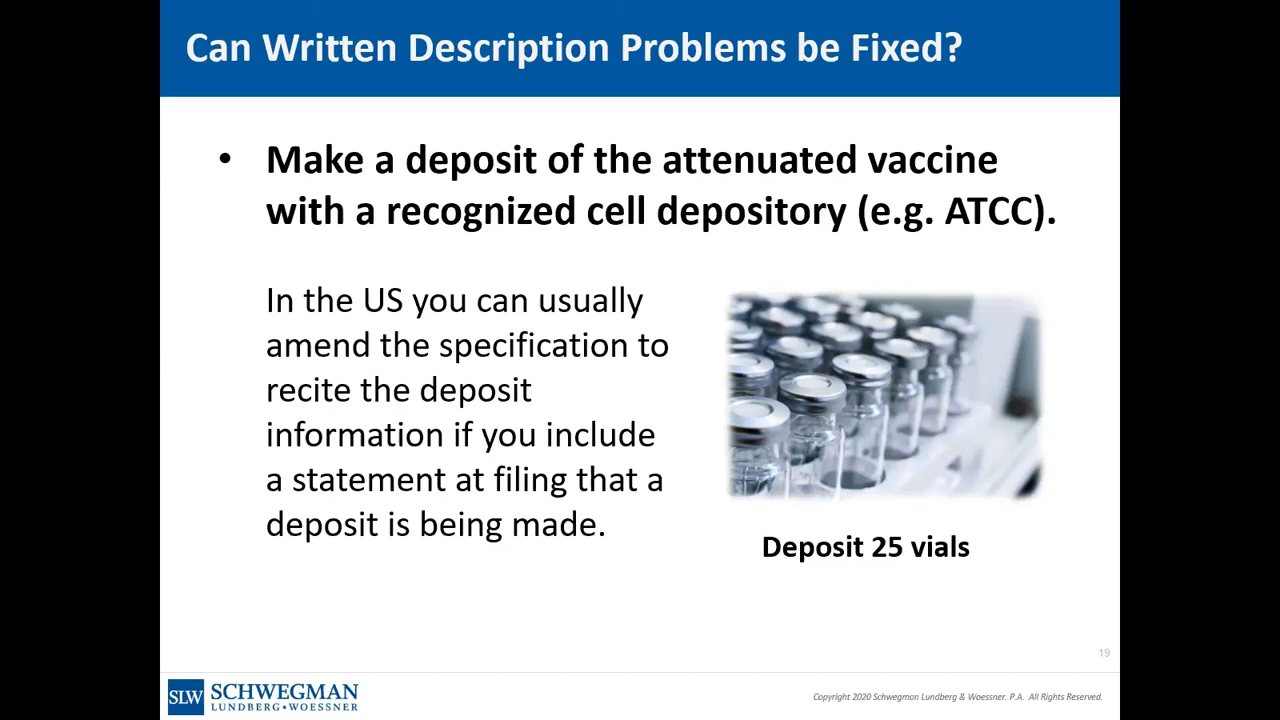 Can Written Description Problems be Fixed?
• Make a deposit of the attenuated vaccine
with a recognized cell depository (e.g. ATCC).
In the US you can usually
amend the specification to
recite the deposit
information if you include
a statement at filing that a
deposit is being made.
Deposit 25 vials
19
SLW SCHWEGMAN
LUNDBERG • WOESSNER
Copyright 2020 Schwegman Lundberg & Woessner. P.A. All Rights Reserved.